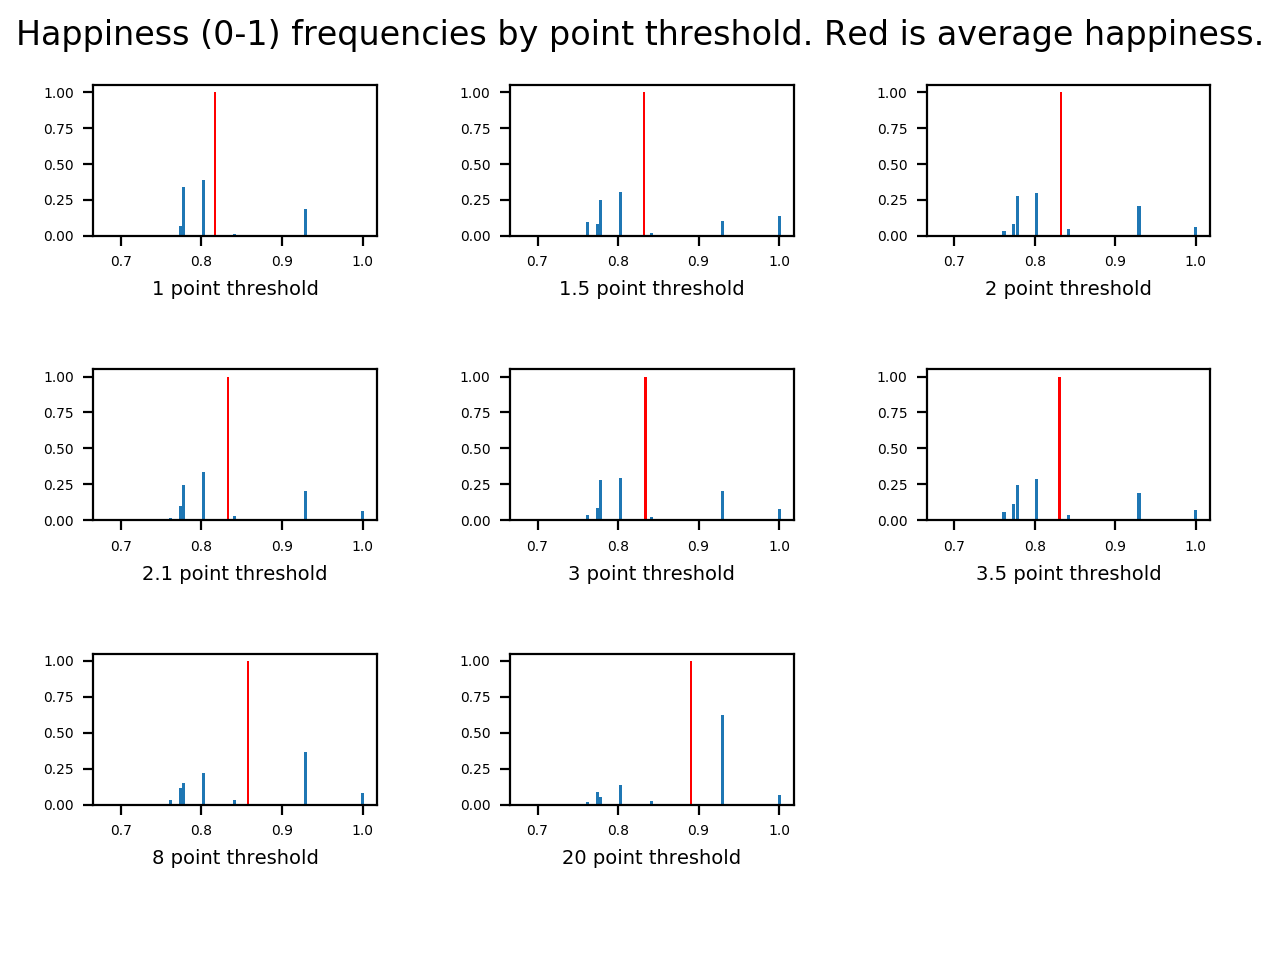 Happiness (0-1) frequencies by point threshold. Red is average happiness.
1.00 1.00 1.00
0.75 0.75 0.75
0.50 0.50 0.50
0.25 0.25 0.25
0.00 0.00 0.00
0.7 0.8 0.9 1.0 0.7 0.8 0.9 1.0 0.7 0.8 0.9 1.0
1 point threshold 1.5 point threshold 2 point threshold
1.00 1.00 1.00
0.75 0.75 0.75
0.50 0.50 0.50
0.25 0.25 0.25
0.00 0.00 0.00
0.7 0.8 0.9 1.0 0.7 0.8 0.9 1.0 0.7 0.8 0.9 1.0
2.1 point threshold 3 point threshold 3.5 point threshold
1.00 1.00
0.75 0.75
0.50 0.50
0.25 0.25
0.00 0.00
0.7 0.8 0.9 1.0 0.7 0.8 0.9 1.0
8 point threshold 20 point threshold